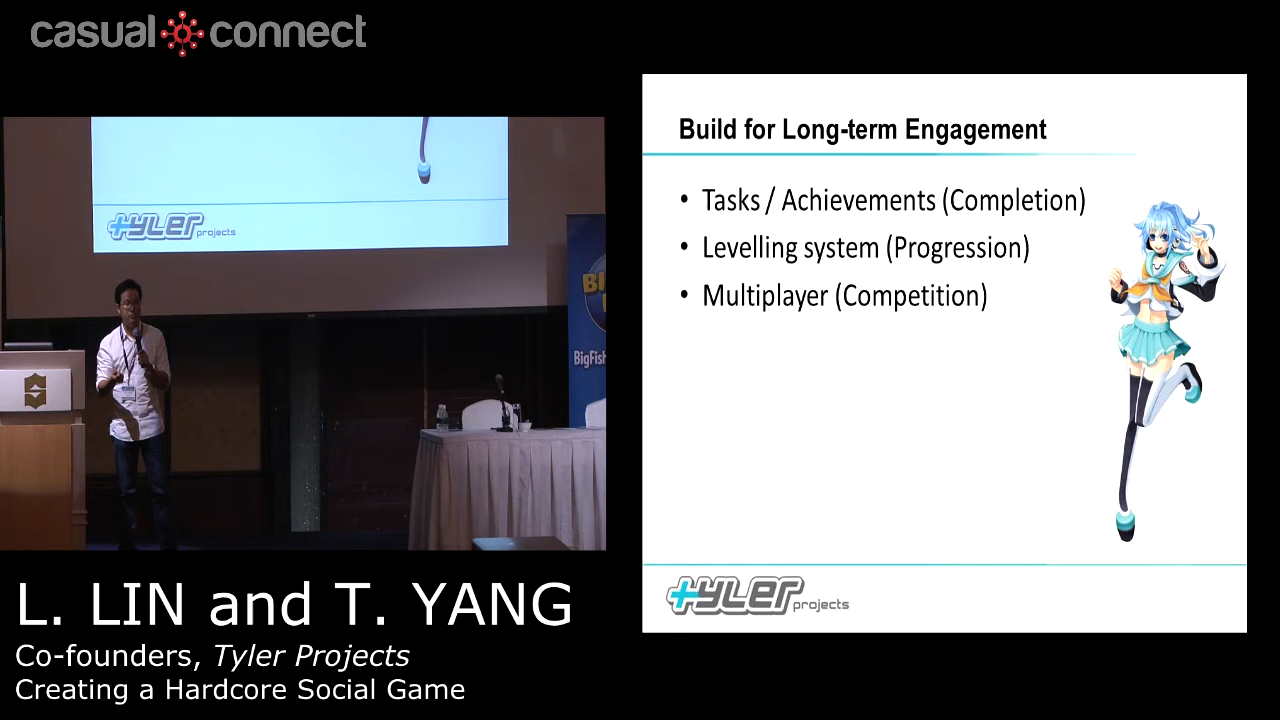 casual connect
Build for Long-term Engagement
• Tasks / Achievements (Completion)
• Levelling system (Progression)
• Multiplayer (Competition)
tyler projects
tyler projects
BigFish
L. LIN and T. YANG
Co-founders, Tyler Projects
Creating a Hardcore Social Game